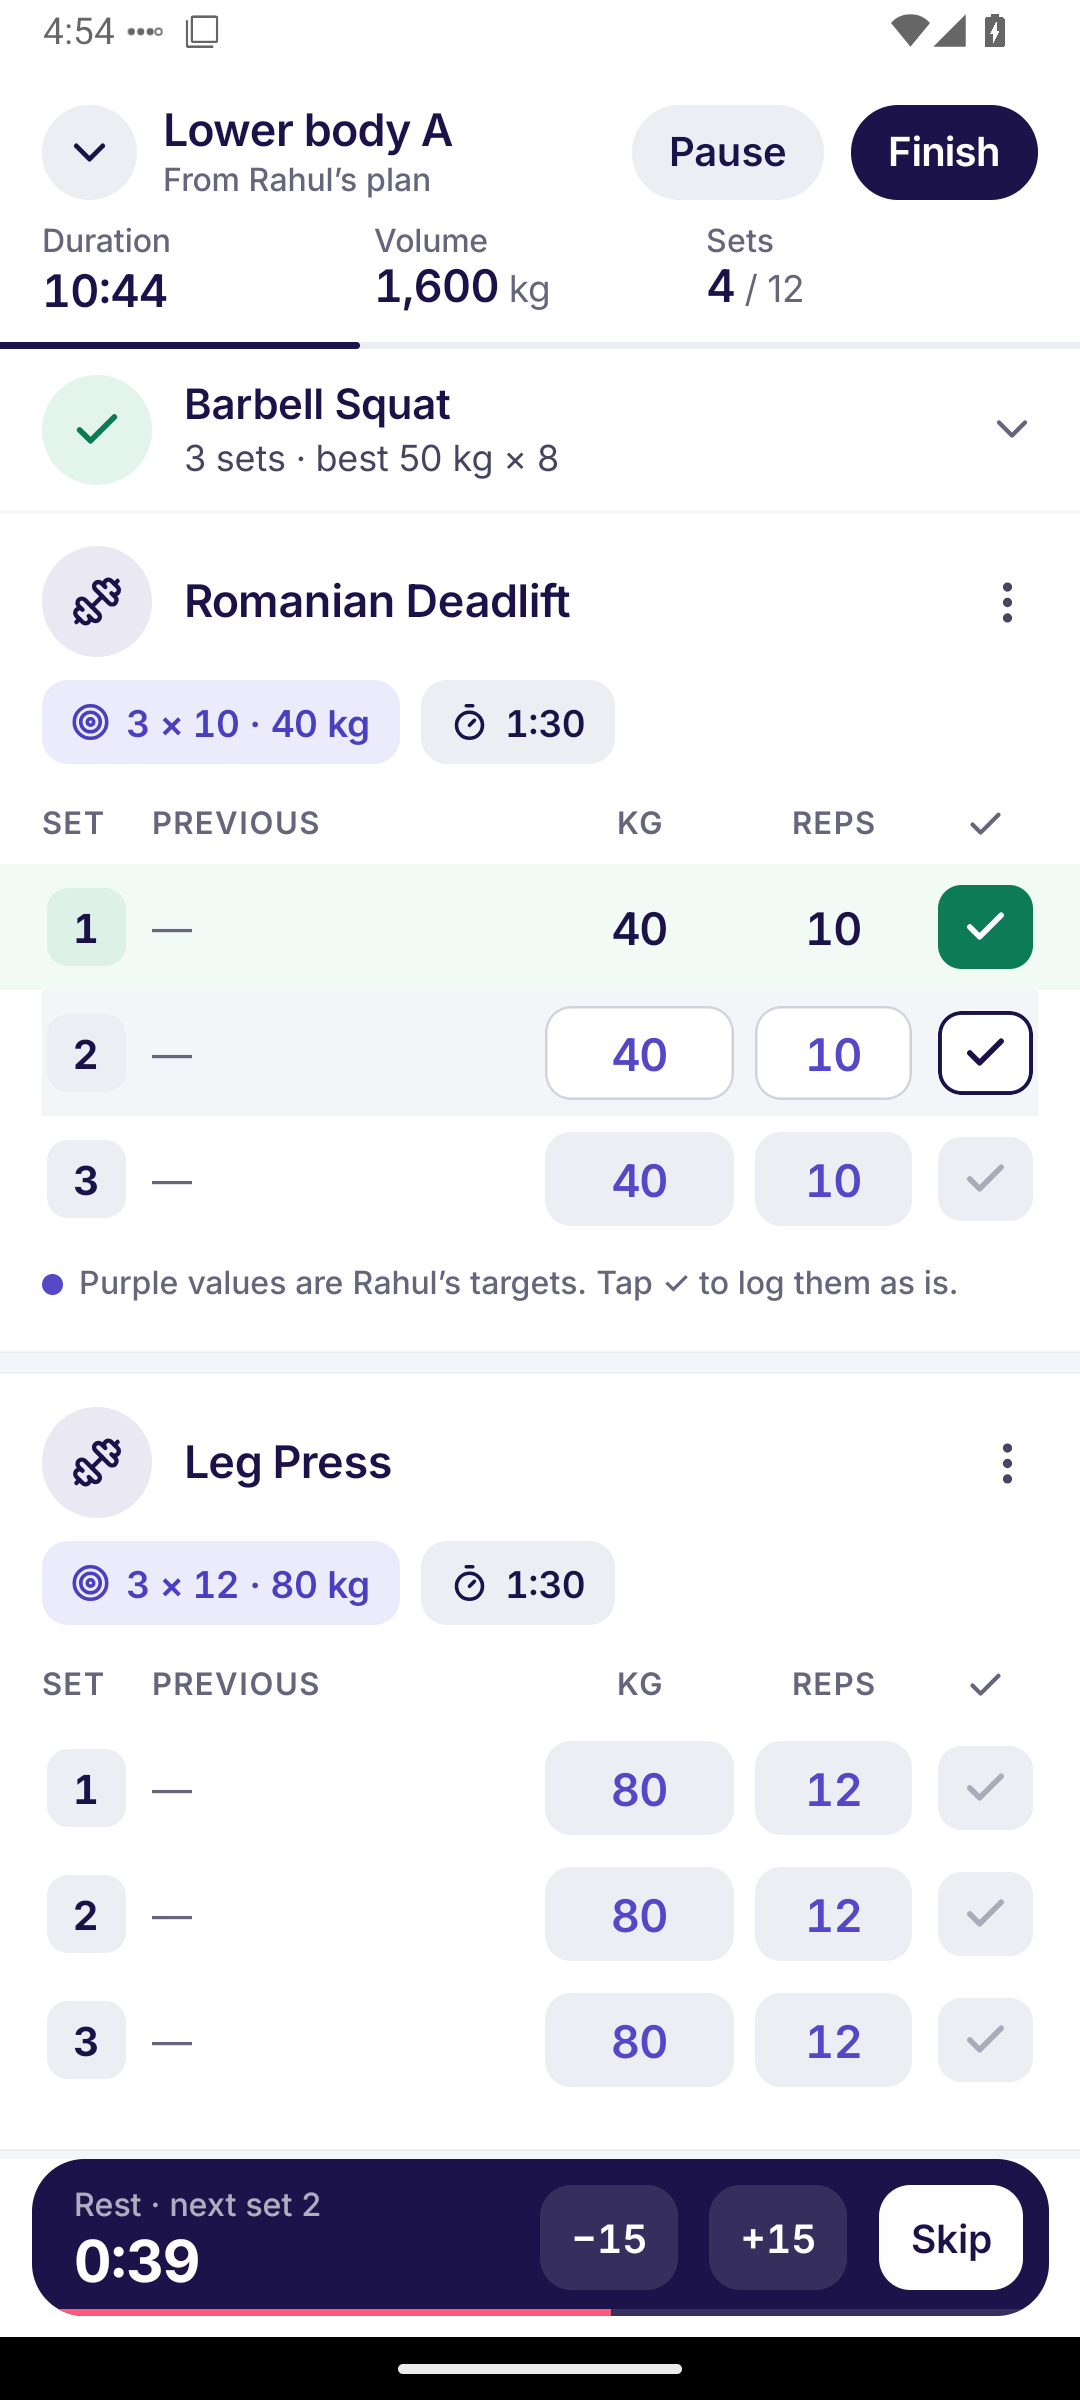 4:54
Lower body A
From Rahul's plan
Pause
Finish
Duration
Volume
Sets
10:44
1,600 kg
4 / 12
Barbell Squat
3 sets · best 50 kg × 8
Romanian Deadlift
3 × 10 · 40 kg
1:30
SET PREVIOUS KG REPS ✓
1 — 40 10 ✓
2 — 40 10 ✓
3 — 40 10 ✓
Purple values are Rahul's targets. Tap ✓ to log them as is.
Leg Press
3 × 12 · 80 kg
1:30
SET PREVIOUS KG REPS ✓
1 — 80 12 ✓
2 — 80 12 ✓
3 — 80 12 ✓
Rest · next set 2
0:39
−15
+15
Skip